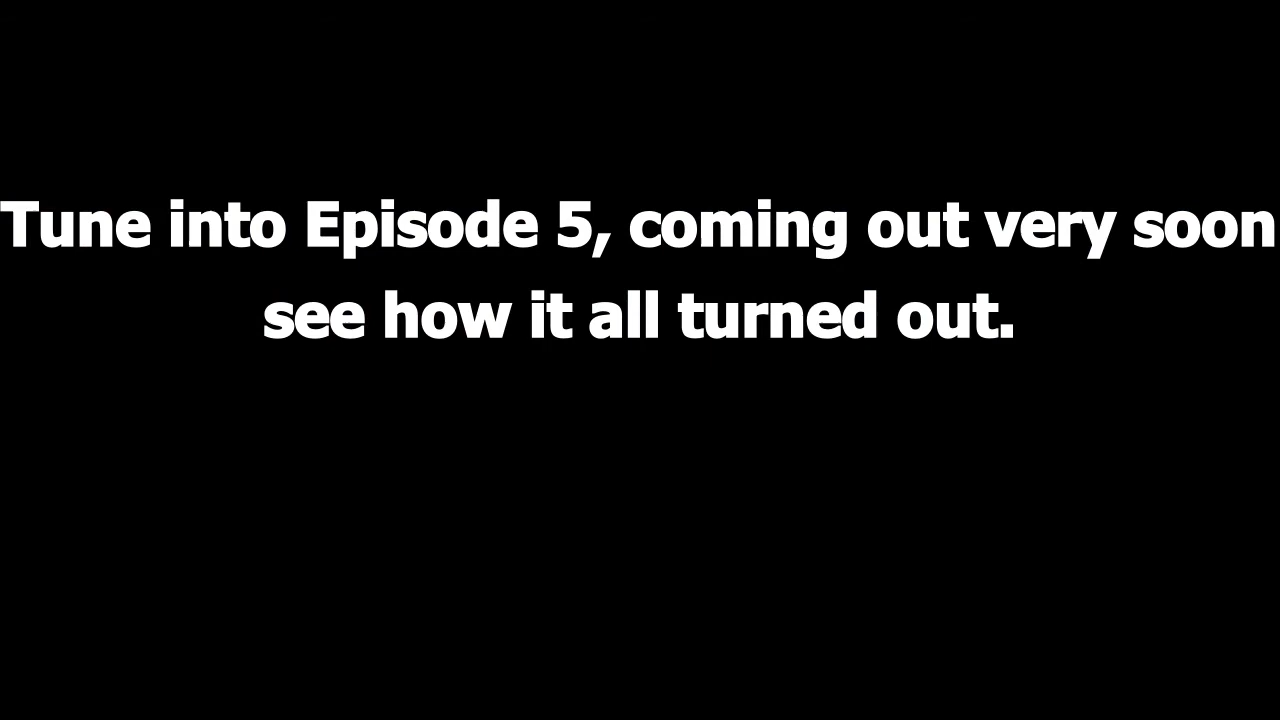 Tune into Episode 5, coming out very soon
see how it all turned out.